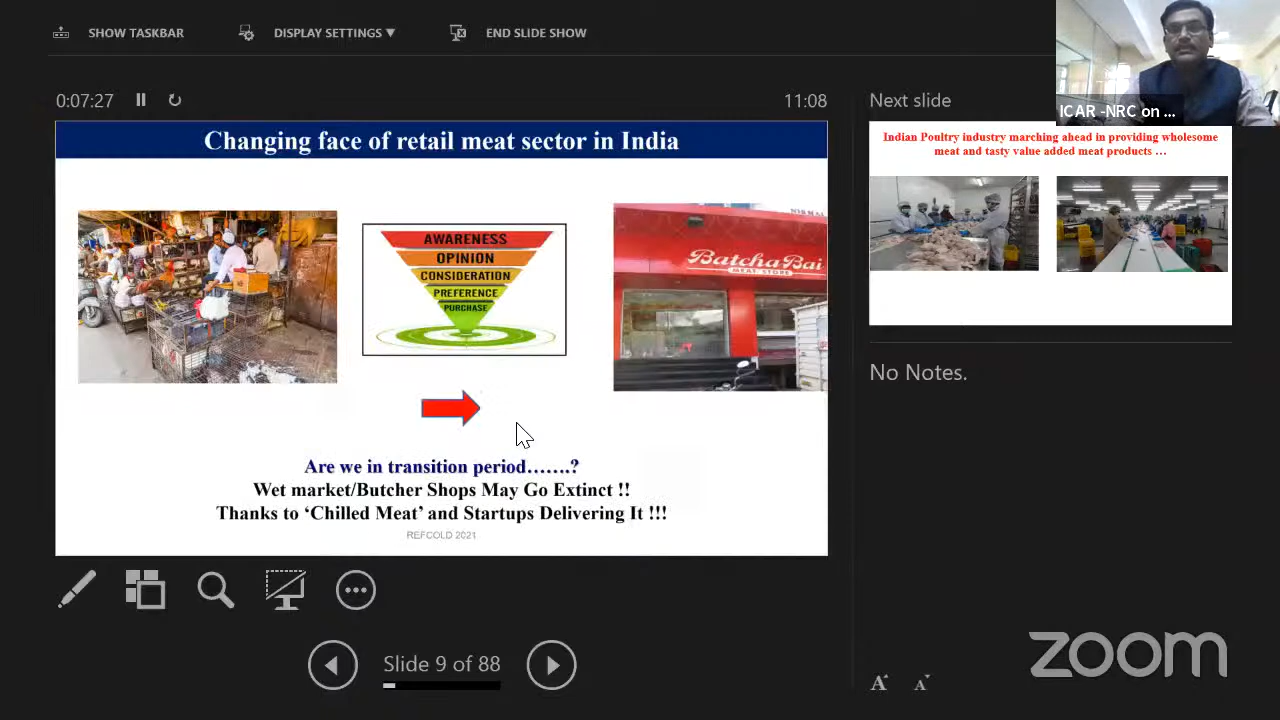 SHOW TASKBAR
DISPLAY SETTINGS ▼
END SLIDE SHOW
0:07:27
11:08
Next slide
ICAR -NRC on ...
Changing face of retail meat sector in India
AWARENESS
OPINION
CONSIDERATION
PREFERENCE
PURCHASE
BatchaBai
MEAT STORE
Are we in transition period…….?
Wet market/Butcher Shops May Go Extinct !!
Thanks to ‘Chilled Meat’ and Startups Delivering It !!!
REFCOLD 2021
Indian Poultry industry marching ahead in providing wholesome
meat and tasty value added meat products …
No Notes.
Slide 9 of 88
A A
zoom